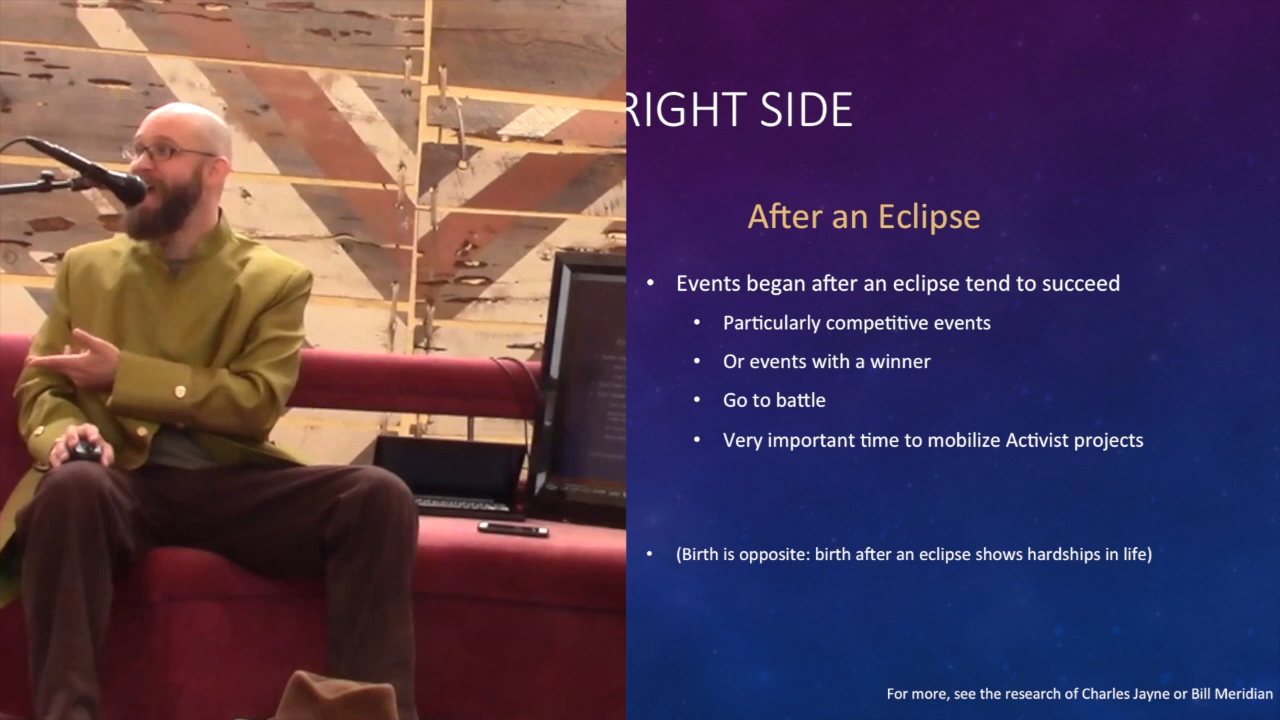 RIGHT SIDE
After an Eclipse
• Events began after an eclipse tend to succeed
• Particularly competitive events
• Or events with a winner
• Go to battle
• Very important time to mobilize Activist projects
• (Birth is opposite: birth after an eclipse shows hardships in life)
For more, see the research of Charles Jayne or Bill Meridian